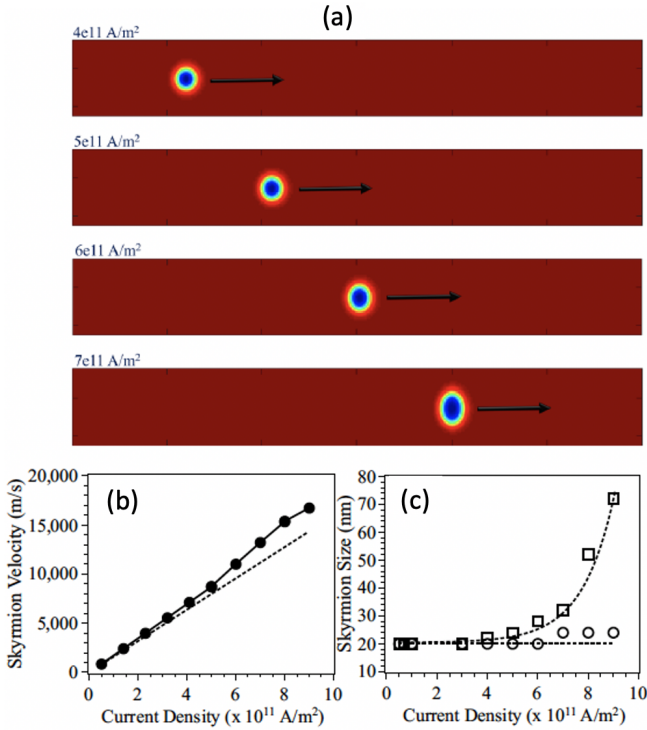 (a)
4e11 A/m²
5e11 A/m²
6e11 A/m²
7e11 A/m²
(b)
Skyrmion Velocity (m/s)
20,000
15,000
10,000
5,000
0
0 2 4 6 8 10
Current Density (x 10¹¹ A/m²)
(c)
Skyrmion Size (nm)
80
70
60
50
40
30
20
10
0 2 4 6 8 10
Current Density (x 10¹¹ A/m²)